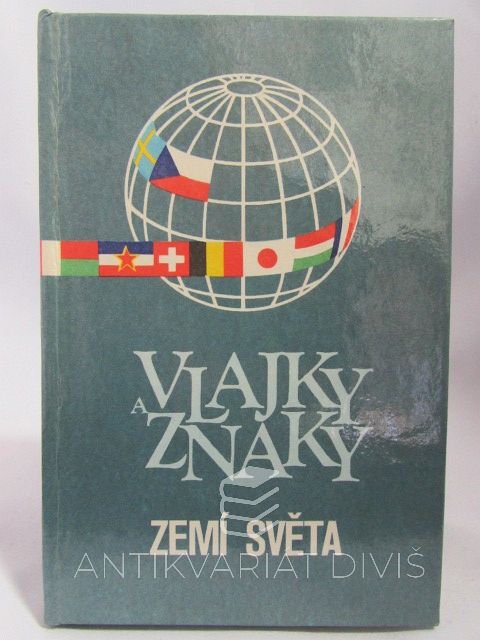 VLAJKY
A ZNAKY
ZEMÍ SVĚTA
ANTIKVARIÁT DIVIŠ